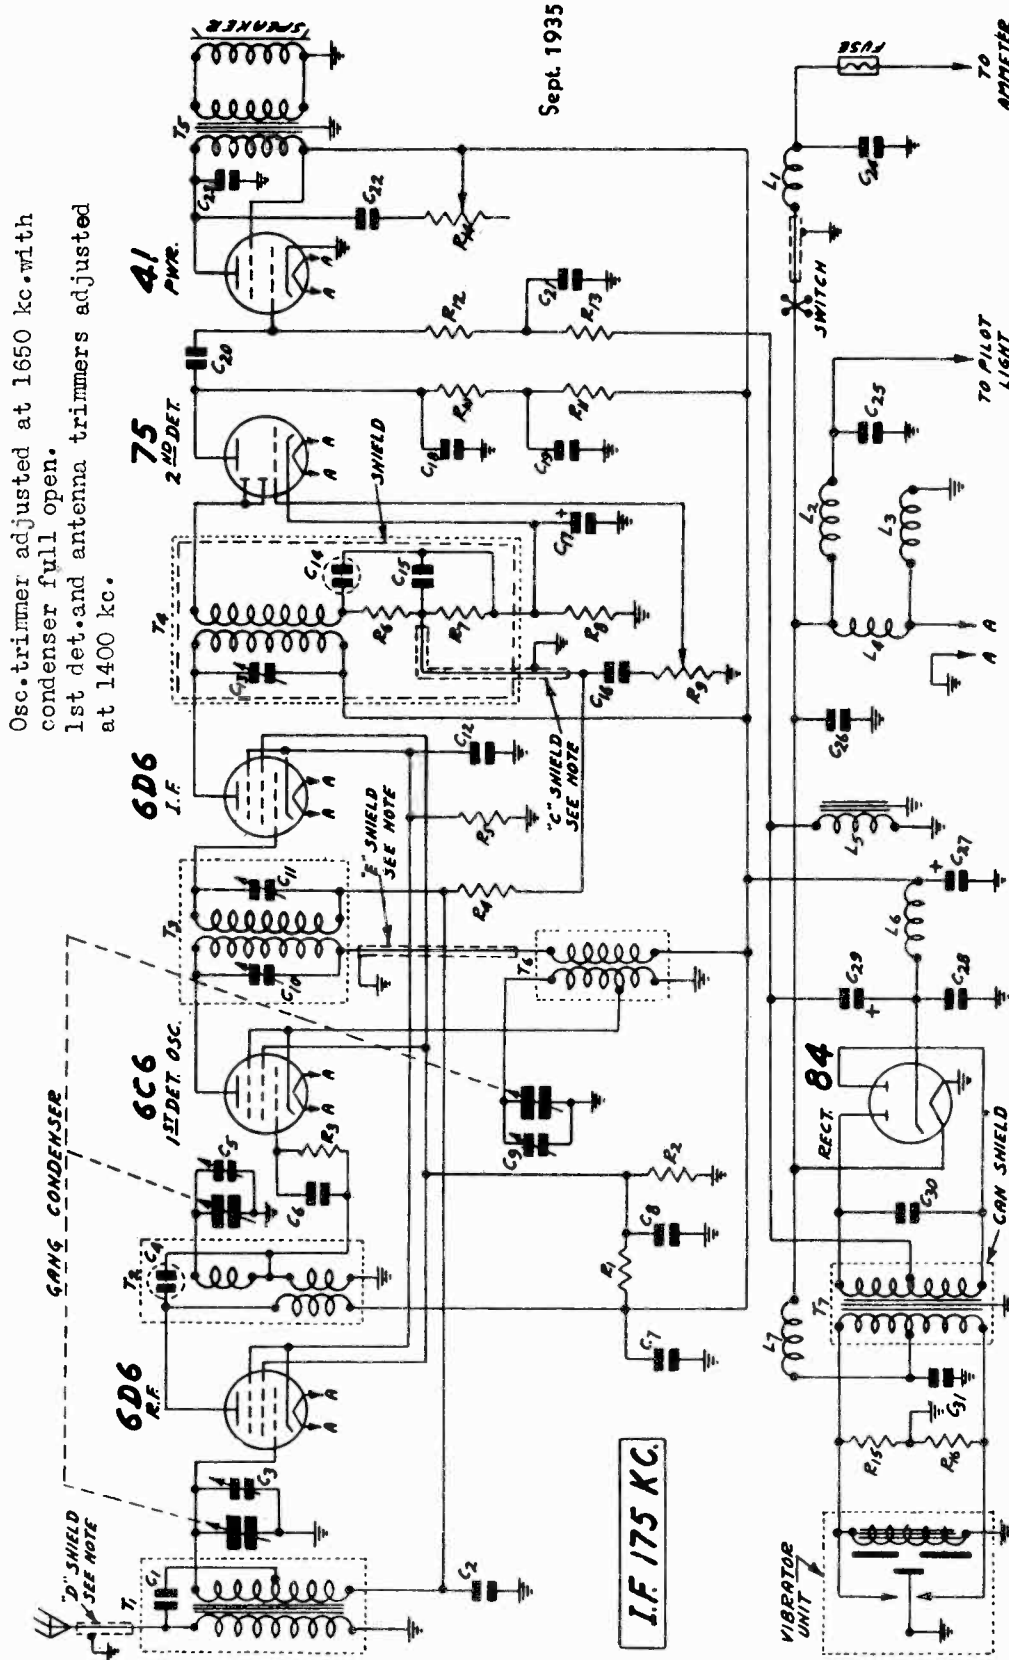 Osc.trimmer adjusted at 1650 kc.with
condenser full open.
1st det.and antenna trimmers adjusted
at 1400 kc.
Sept. 1935
"D" SHIELD
SEE NOTE
GANG CONDENSER
6D6
R.F.
6C6
1ST DET. OSC.
6D6
I.F.
75
2ND DET.
41
PWR.
SPEAKER
T1
C1
C2
C3
T2
C4
C5
C6
R3
T3
C10
C11
"E" SHIELD
SEE NOTE
R4
R5
C12
T4
C13
C14
C15
R6
R7
R8
SHIELD
"C" SHIELD
SEE NOTE
C16
R9
C17
C18
C19
R11
C20
R12
C21
R13
C22
R14
C23
T5
A A
A A
A A
A A
A A
T6
C9
R1
R2
C7
C8
I.F. 175 KC.
VIBRATOR
UNIT
R15
R16
C31
L7
T7
C30
CAN SHIELD
RECT. 84
C29
C28
L6
C27
L5
C26
L4
L3
L2
C25
A A
TO PILOT
LIGHT
SWITCH
L1
C24
FUSE
TO
AMMETER